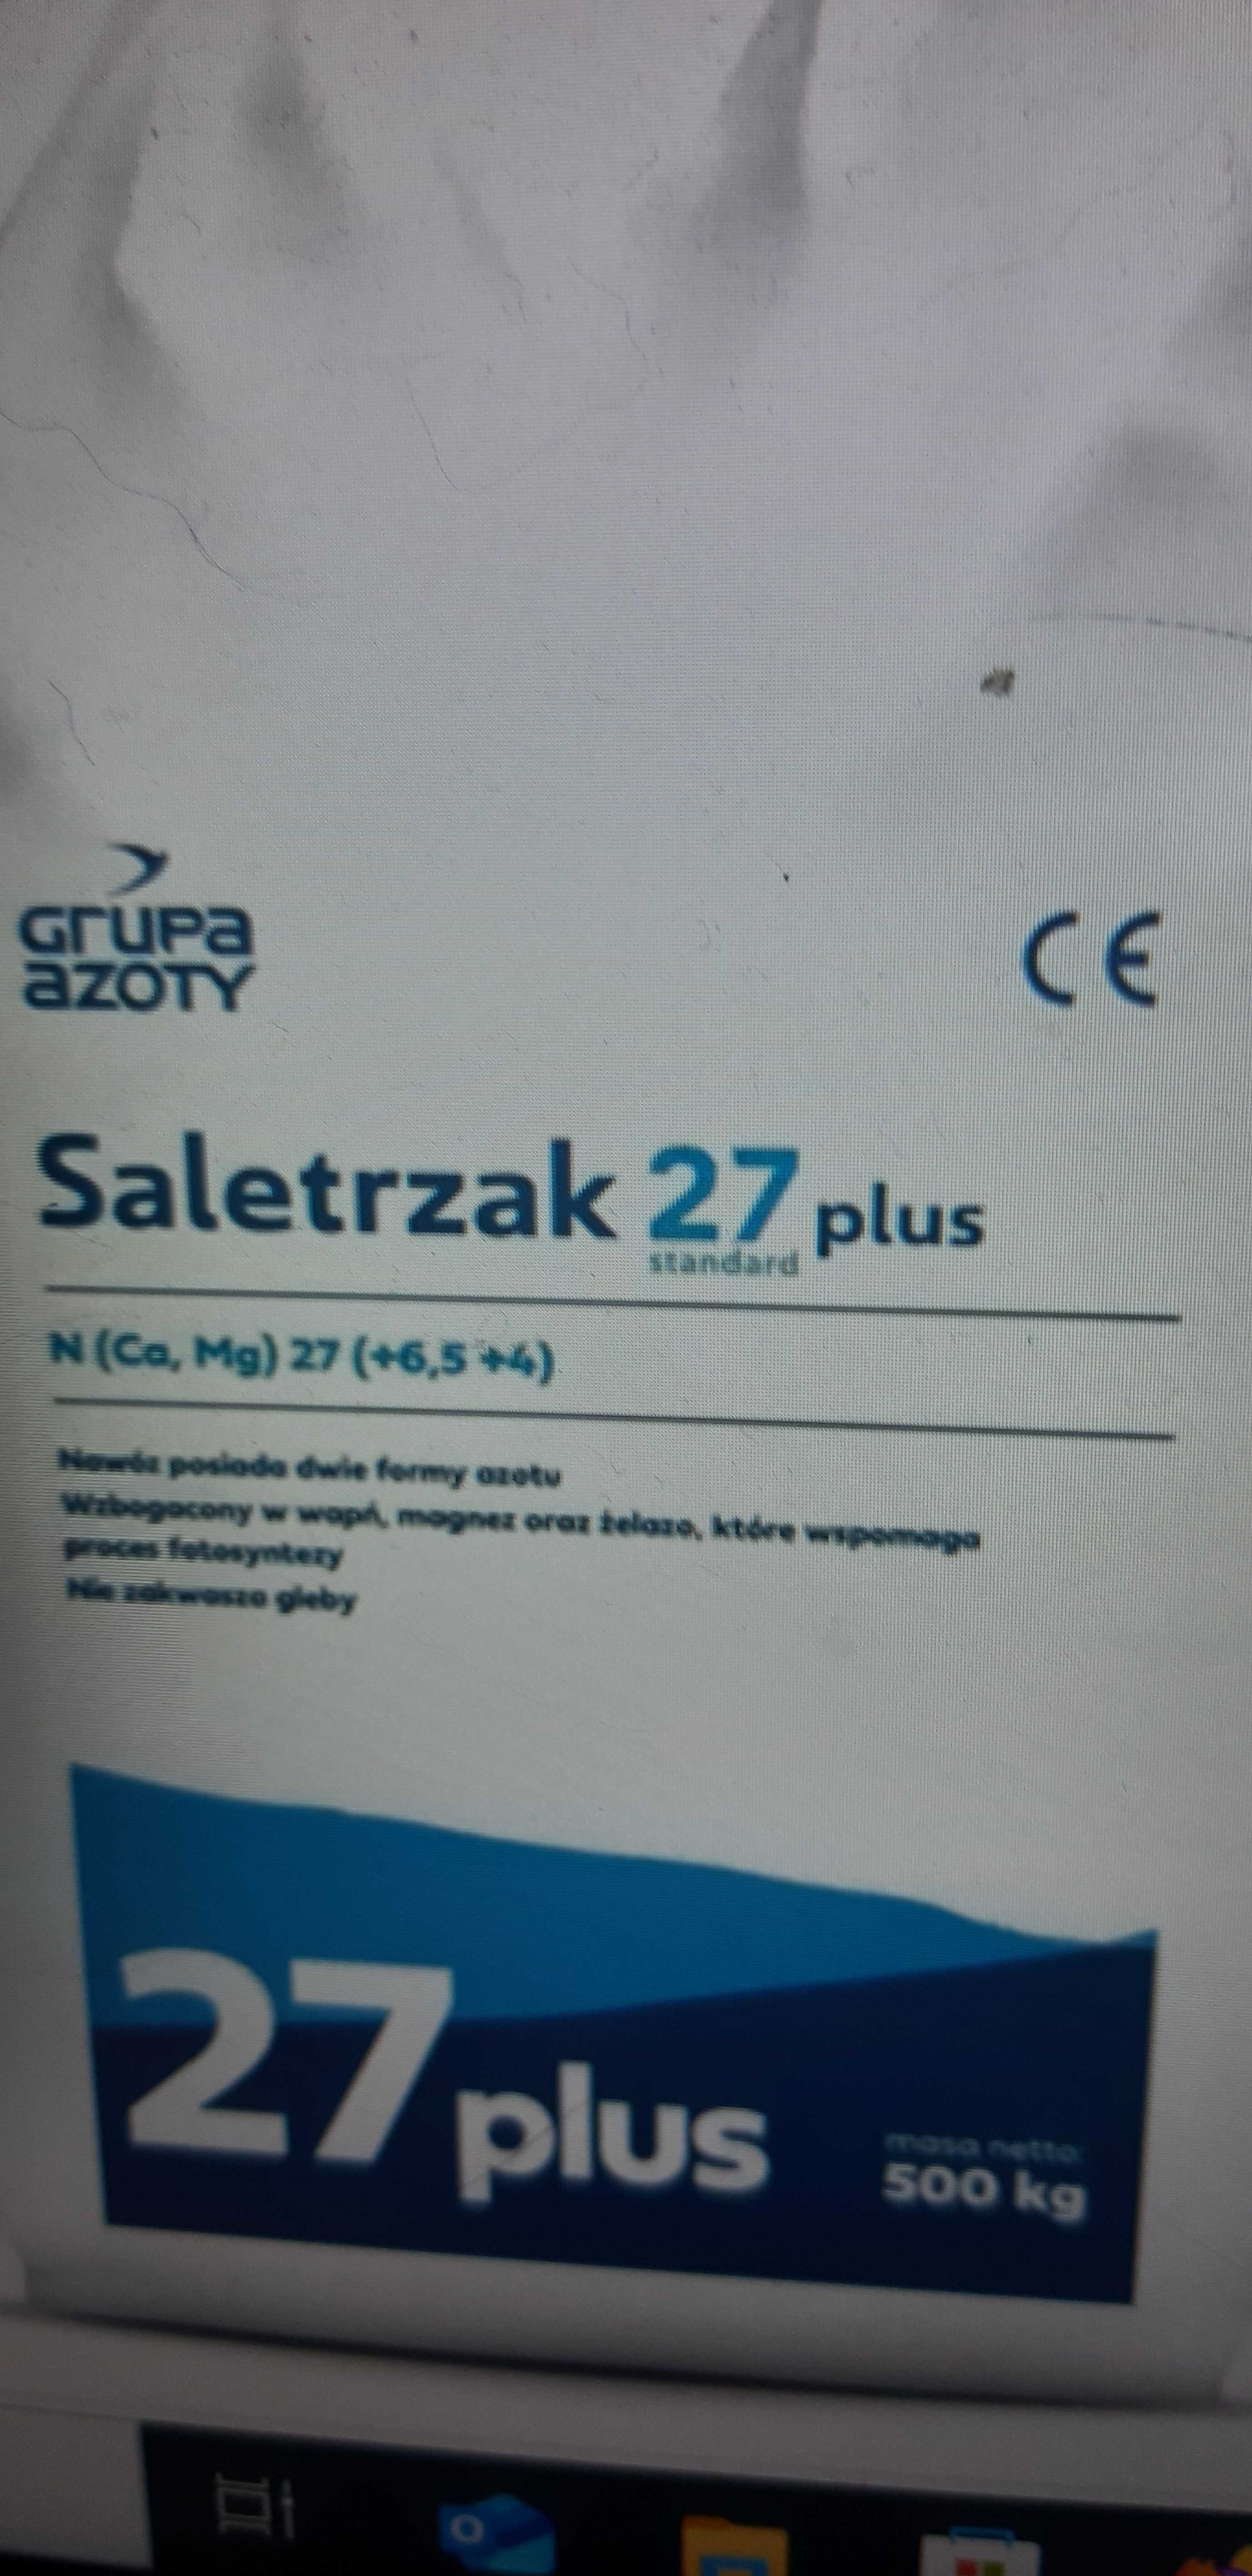 GRUPA
AZOTY
CE
Saletrzak 27 plus
standard
N (Ca, Mg) 27 (+6,5 +4)
Nawóz posiada dwie formy azotu
Wzbogacony w wapń, magnez oraz żelazo, które wspomaga
proces fotosyntezy
Nie zakwasza gleby
27 plus
masa netto:
500 kg